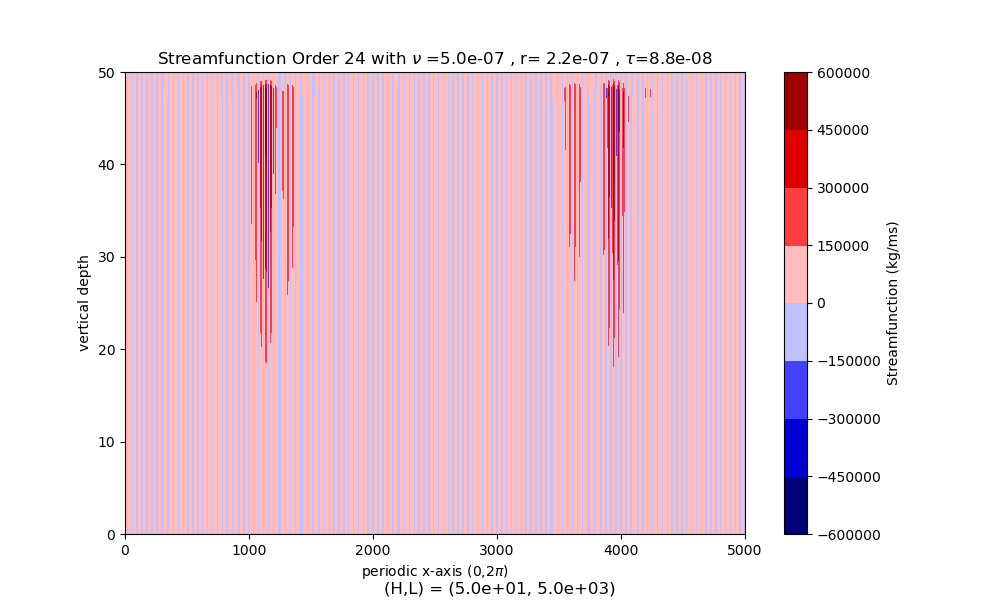 Streamfunction Order 24 with ν =5.0e-07 , r= 2.2e-07 , τ=8.8e-08
50
40
30
20
10
0
vertical depth
0 1000 2000 3000 4000 5000
periodic x-axis (0,2π)
(H,L) = (5.0e+01, 5.0e+03)
600000
450000
300000
150000
0
−150000
−300000
−450000
−600000
Streamfunction (kg/ms)